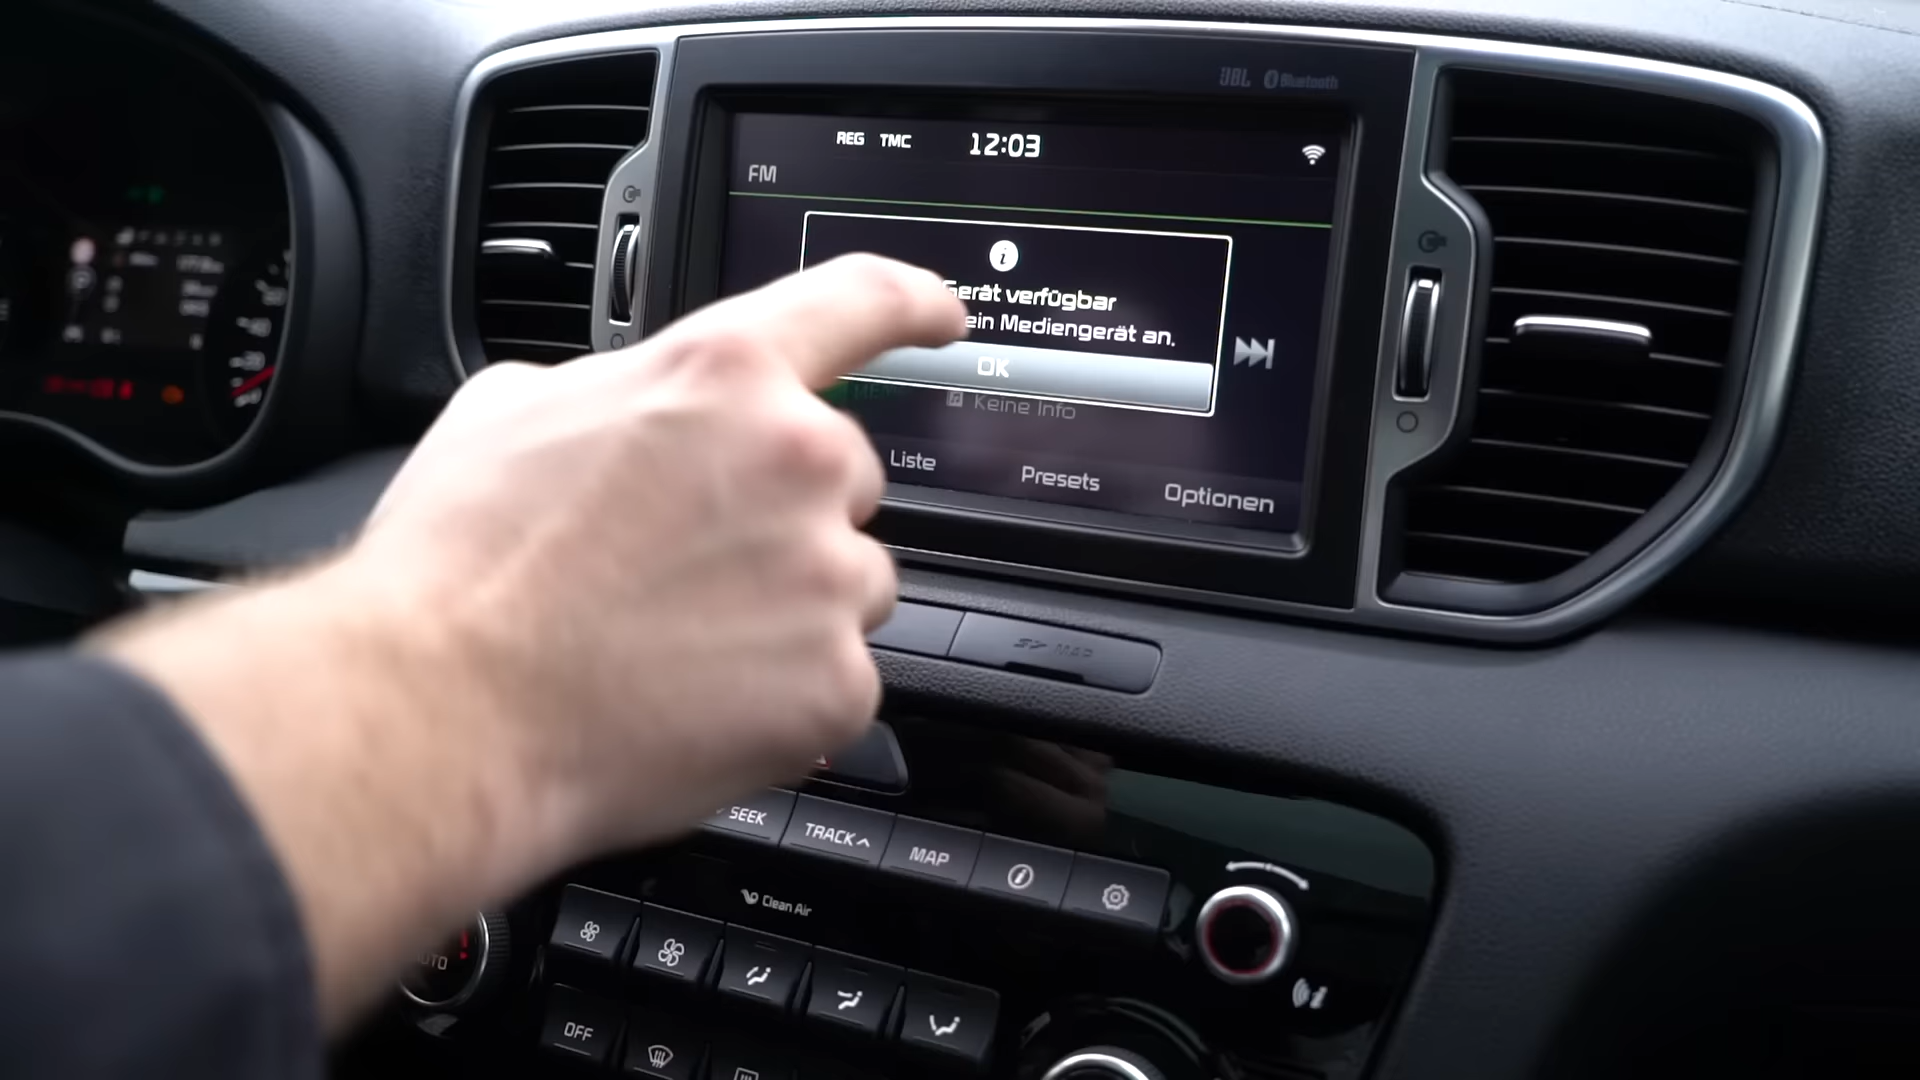 JBL Bluetooth
REG TMC 12:03
FM
Gerät verfügbar
ein Mediengerät an.
OK
Keine Info
Liste Presets Optionen
MAP
SEEK TRACK MAP
Clean Air
AUTO
OFF